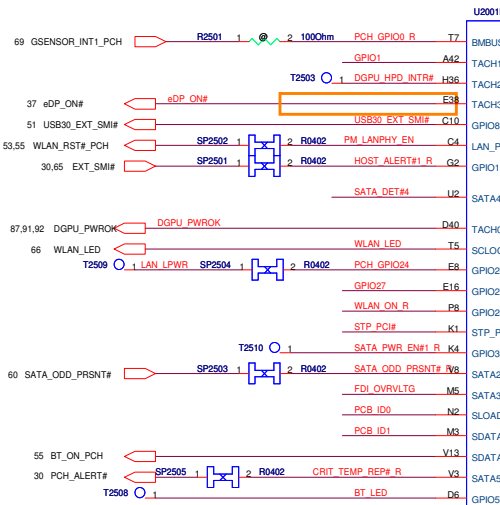 U2001
69 GSENSOR_INT1_PCH R2501 1 @ 2 100Ohm PCH_GPIO0_R T7 BMBUS
GPIO1 A42 TACH1
T2503 1 DGPU_HPD_INTR# H36 TACH2
37 eDP_ON# eDP_ON# E38 TACH3
51 USB30_EXT_SMI# USB30_EXT_SMI# C10 GPIO8
53,55 WLAN_RST#_PCH SP2502 1 2 R0402 PM_LANPHY_EN C4 LAN_P
30,65 EXT_SMI# SP2501 1 2 R0402 HOST_ALERT#1_R G2 GPIO1
SATA_DET#4 U2 SATA4
87,91,92 DGPU_PWROK DGPU_PWROK D40 TACH0
66 WLAN_LED WLAN_LED T5 SCLOC
T2509 1 LAN_LPWR SP2504 1 2 R0402 PCH_GPIO24 E8 GPIO2
GPIO27 E16 GPIO2
WLAN_ON_R P8 GPIO2
STP_PCI# K1 STP_P
T2510 1 SATA_PWR_EN#1_R K4 GPIO3
60 SATA_ODD_PRSNT# SP2503 1 2 R0402 SATA_ODD_PRSNT#_R V8 SATA2
FDI_OVRVLTG M5 SATA3
PCB_ID0 N2 SLOAD
PCB_ID1 M3 SDATA
55 BT_ON_PCH V13 SDATA
30 PCH_ALERT# SP2505 1 2 R0402 CRIT_TEMP_REP#_R V3 SATA5
T2508 1 BT_LED D6 GPIO5